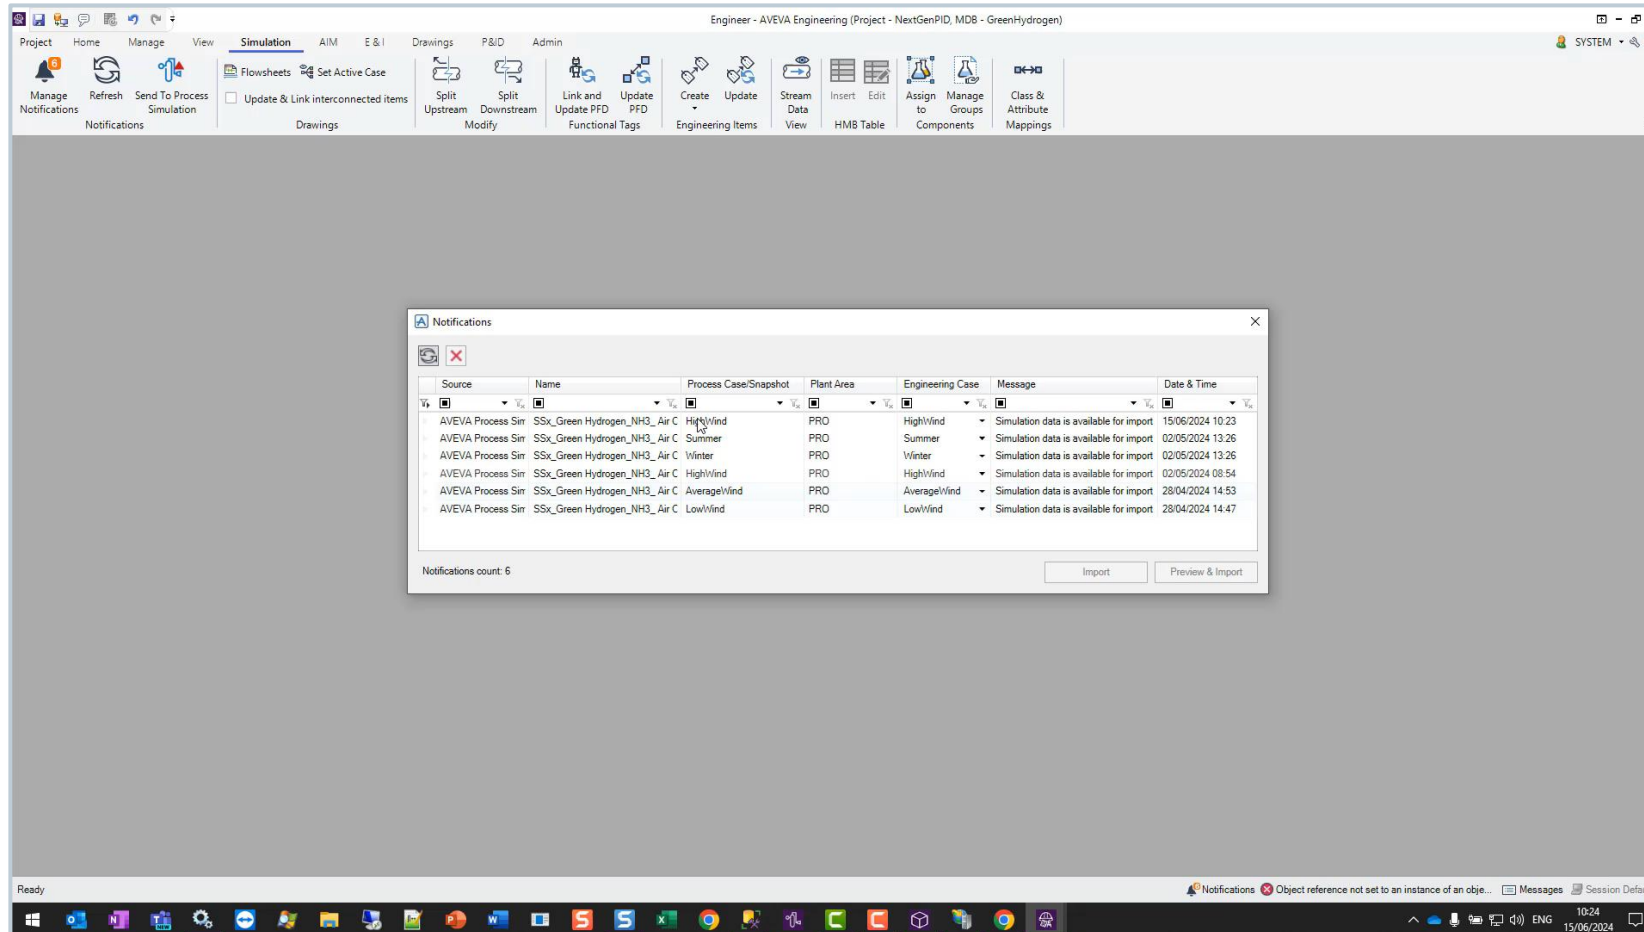 Engineer - AVEVA Engineering (Project - NextGenPID, MDB - GreenHydrogen)
Project Home Manage View Simulation AIM E & I Drawings P&ID Admin SYSTEM
6
Manage Notifications
Refresh
Send To Process Simulation
Notifications
Flowsheets Set Active Case
Update & Link interconnected items
Drawings
Split Upstream
Split Downstream
Modify
Link and Update PFD
Update PFD
Functional Tags
Create
Update
Engineering Items
Stream Data
View
Insert Edit
HMB Table
Assign to
Manage Groups
Components
Class & Attribute
Mappings
Notifications
Source Name Process Case/Snapshot Plant Area Engineering Case Message Date & Time
AVEVA Process Sim SSx_Green Hydrogen_NH3_ Air C HighWind PRO HighWind Simulation data is available for import 15/06/2024 10:23
AVEVA Process Sim SSx_Green Hydrogen_NH3_ Air C Summer PRO Summer Simulation data is available for import 02/05/2024 13:26
AVEVA Process Sim SSx_Green Hydrogen_NH3_ Air C Winter PRO Winter Simulation data is available for import 02/05/2024 13:26
AVEVA Process Sim SSx_Green Hydrogen_NH3_ Air C HighWind PRO HighWind Simulation data is available for import 02/05/2024 08:54
AVEVA Process Sim SSx_Green Hydrogen_NH3_ Air C AverageWind PRO AverageWind Simulation data is available for import 28/04/2024 14:53
AVEVA Process Sim SSx_Green Hydrogen_NH3_ Air C LowWind PRO LowWind Simulation data is available for import 28/04/2024 14:47
Notifications count: 6 Import Preview & Import
Ready Notifications Object reference not set to an instance of an obje... Messages Session Defa
ENG 10:24
15/06/2024